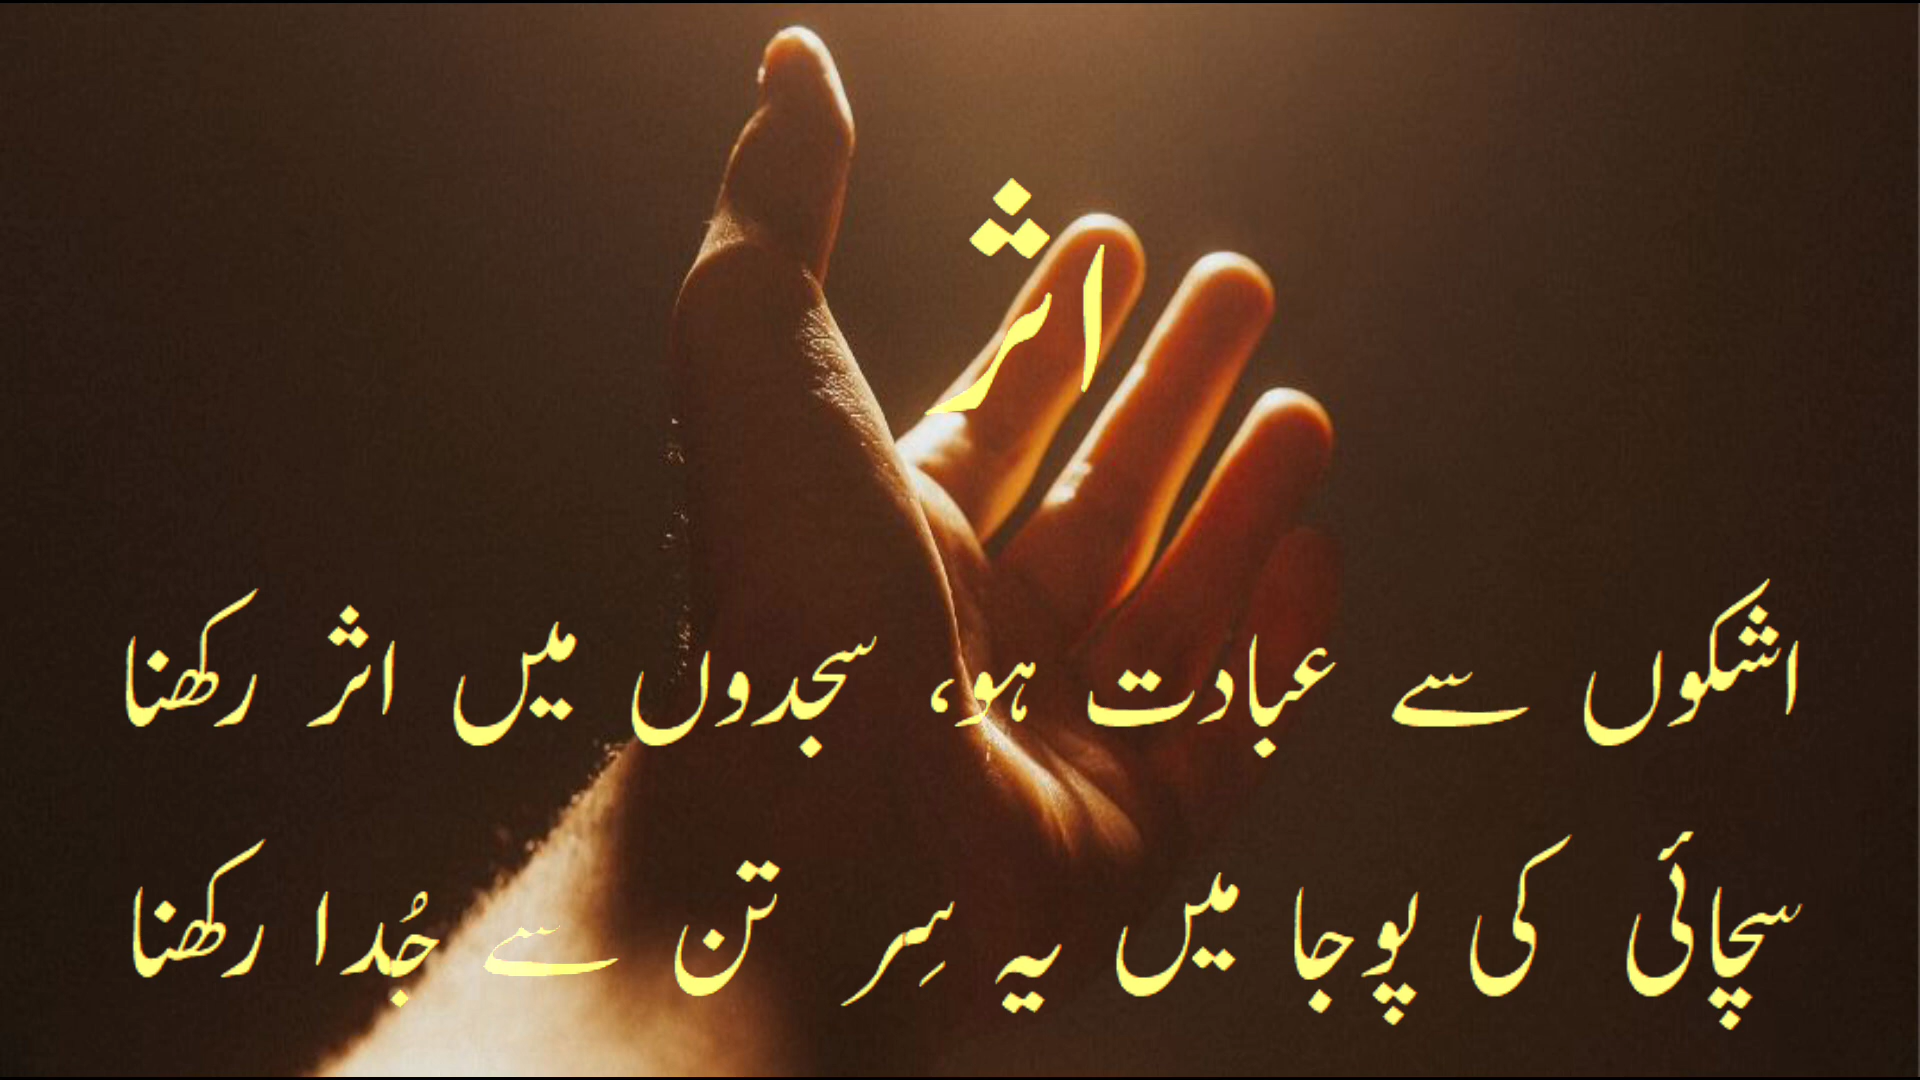 اثر
اشکوں سے عبادت ہو، سجدوں میں اثر رکھنا
سچائی کی پوجا میں یہ سِر تن سے جُدا رکھنا